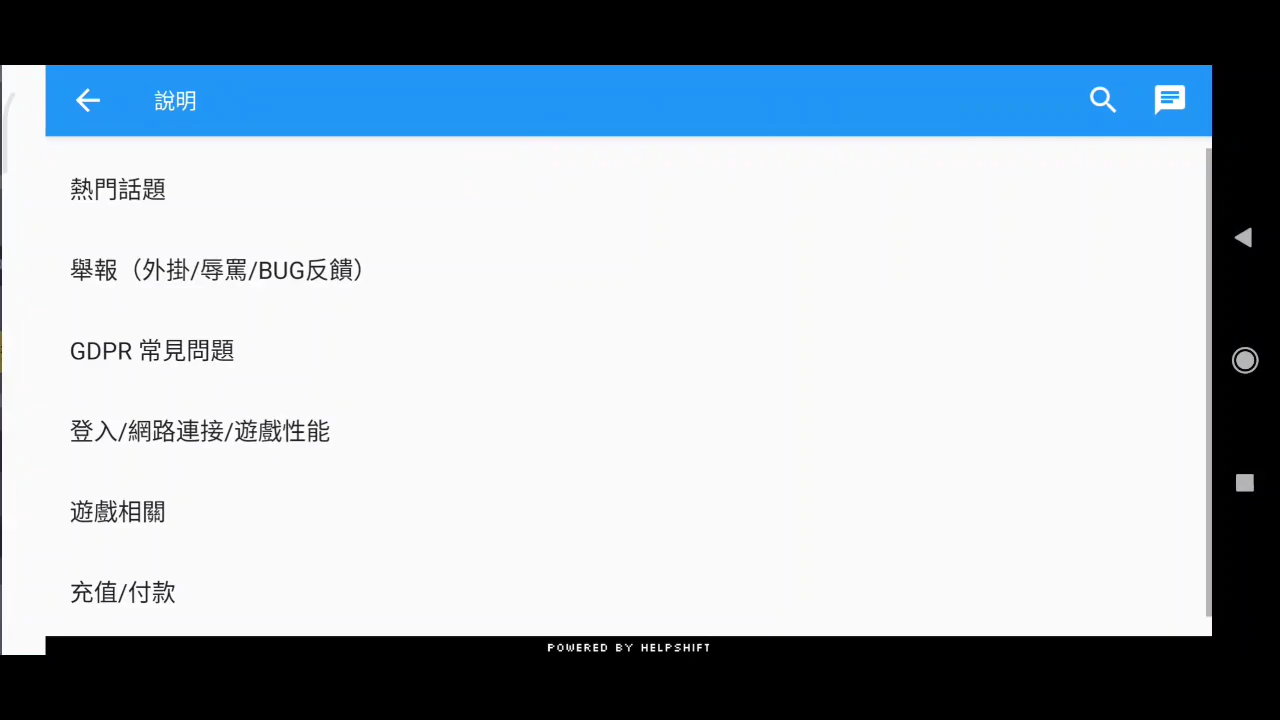 說明
熱門話題
舉報（外掛/辱罵/BUG反饋）
GDPR 常見問題
登入/網路連接/遊戲性能
遊戲相關
充值/付款
POWERED BY HELPSHIFT